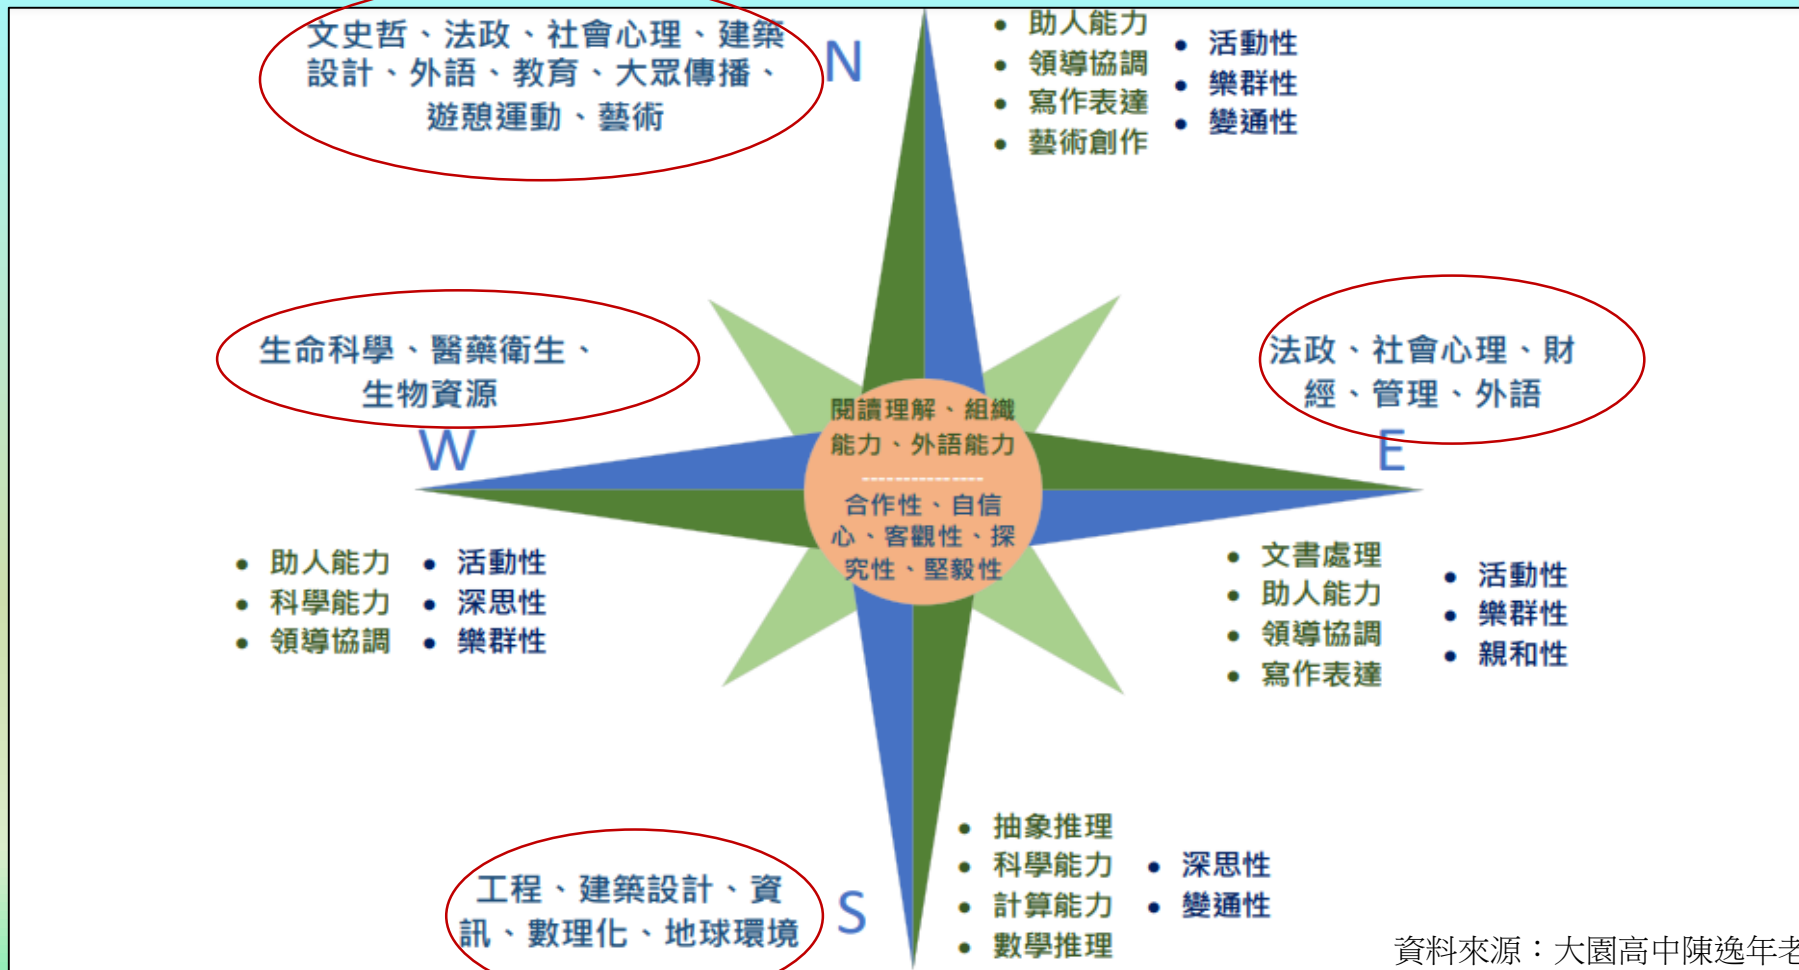 文史哲、法政、社會心理、建築
設計、外語、教育、大眾傳播、
遊憩運動、藝術
N
• 助人能力
• 領導協調
• 寫作表達
• 藝術創作
• 活動性
• 樂群性
• 變通性
生命科學、醫藥衛生、
生物資源
W
• 助人能力
• 科學能力
• 領導協調
• 活動性
• 深思性
• 樂群性
閱讀理解、組織
能力、外語能力
---------------
合作性、自信
心、客觀性、探
究性、堅毅性
法政、社會心理、財
經、管理、外語
E
• 文書處理
• 助人能力
• 領導協調
• 寫作表達
• 活動性
• 樂群性
• 親和性
工程、建築設計、資
訊、數理化、地球環境
S
• 抽象推理
• 科學能力
• 計算能力
• 數學推理
• 深思性
• 變通性
資料來源：大園高中陳逸年老